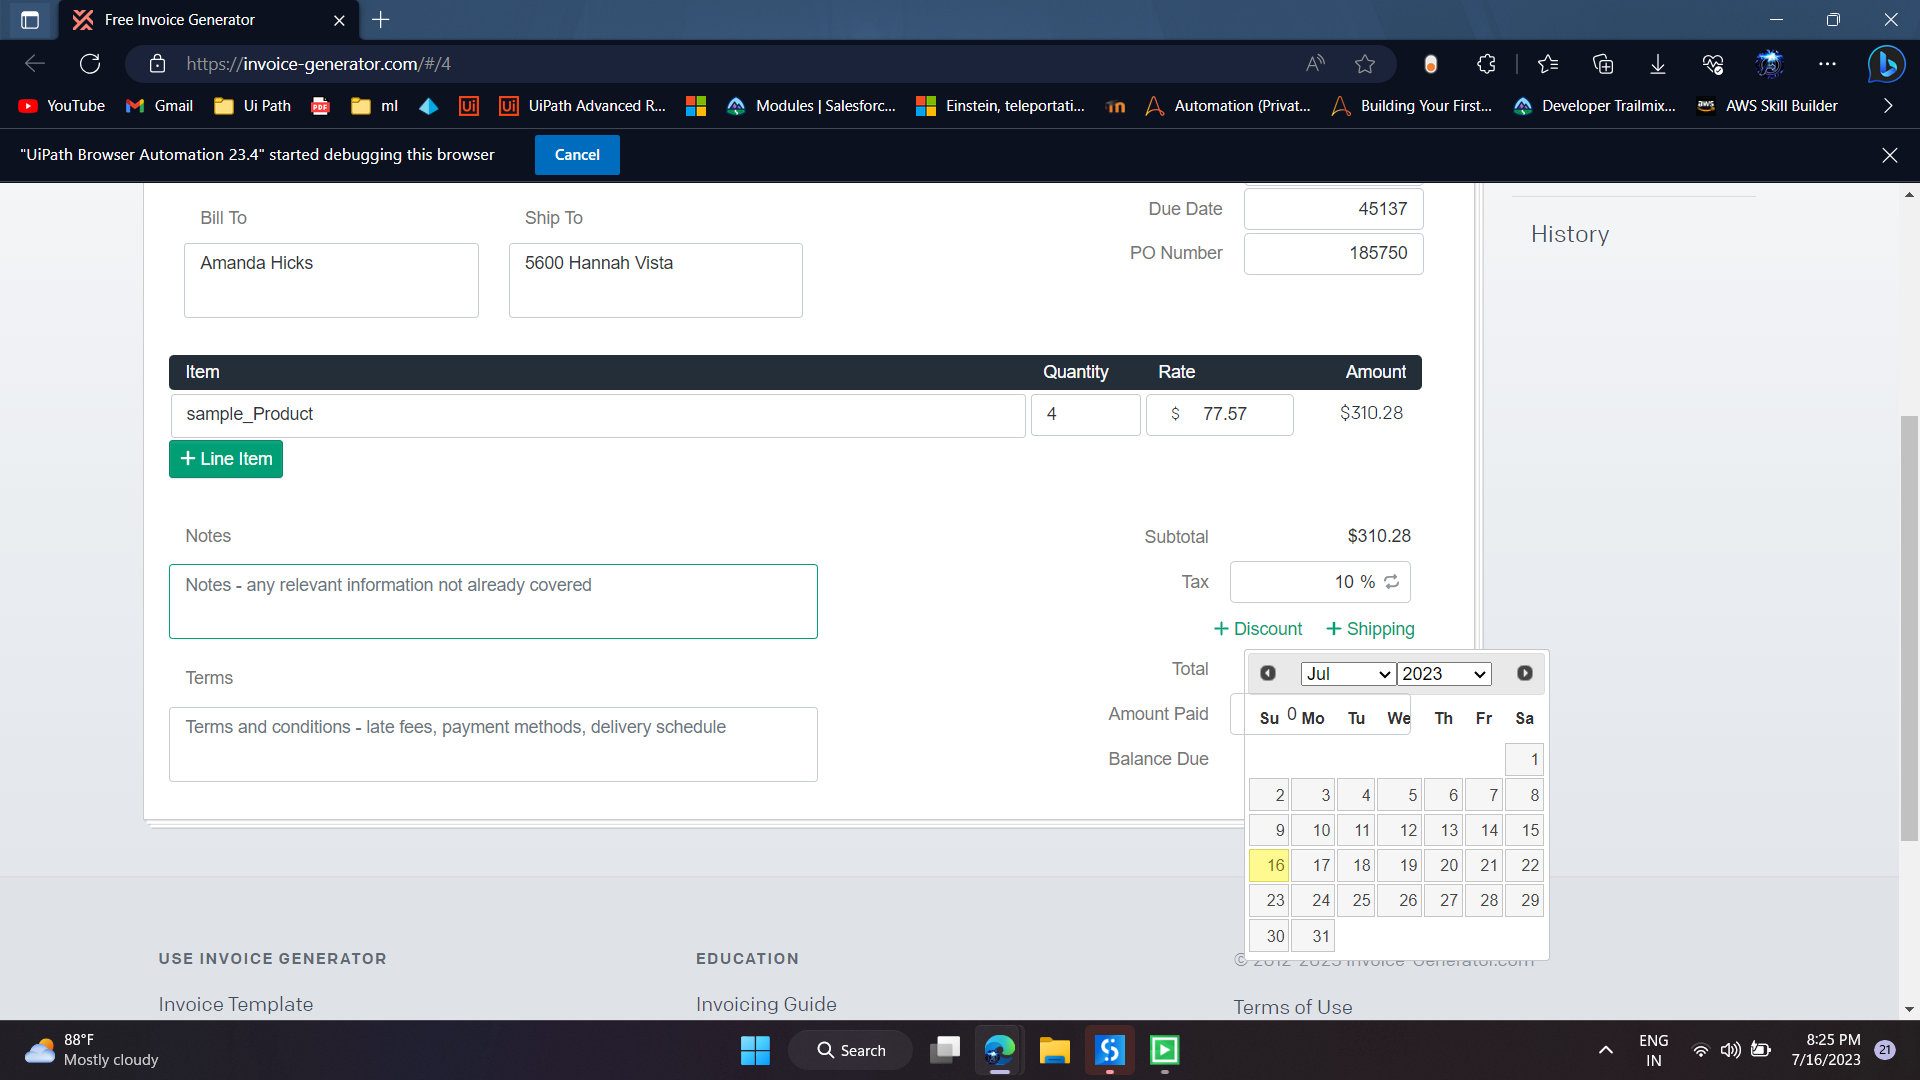 Free Invoice Generator
https://invoice-generator.com/#/4
YouTube
Gmail
Ui Path
PDF
ml
Ui
Ui
UiPath Advanced R...
Modules | Salesforc...
Einstein, teleportati...
Automation (Privat...
Building Your First...
Developer Trailmix...
aws
AWS Skill Builder
"UiPath Browser Automation 23.4" started debugging this browser
Cancel
Due Date
45137
Bill To
Ship To
History
PO Number
185750
Amanda Hicks
5600 Hannah Vista
Item
Quantity
Rate
Amount
sample_Product
4
$
77.57
$310.28
+ Line Item
Notes
Subtotal
$310.28
Notes - any relevant information not already covered
Tax
10 %
+ Discount
+ Shipping
Total
Terms
Jul
2023
Amount Paid
0
Su Mo Tu We Th Fr Sa
Terms and conditions - late fees, payment methods, delivery schedule
Balance Due
1
2 3 4 5 6 7 8
9 10 11 12 13 14 15
16 17 18 19 20 21 22
23 24 25 26 27 28 29
30 31
USE INVOICE GENERATOR
EDUCATION
© 2012-2023 Invoice-Generator.com
Invoice Template
Invoicing Guide
Terms of Use
88°F
Mostly cloudy
Search
ENG
IN
8:25 PM
7/16/2023
21